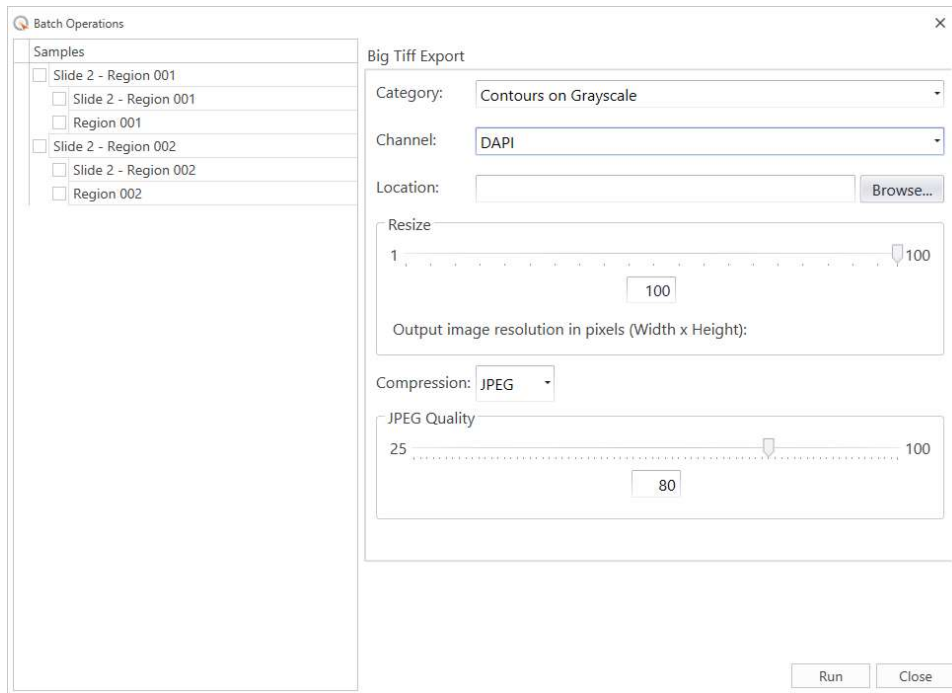 Batch Operations
Samples
Slide 2 - Region 001
Slide 2 - Region 001
Region 001
Slide 2 - Region 002
Slide 2 - Region 002
Region 002
Big Tiff Export
Category: Contours on Grayscale
Channel: DAPI
Location: Browse...
Resize
1 100
100
Output image resolution in pixels (Width x Height):
Compression: JPEG
JPEG Quality
25 100
80
Run Close